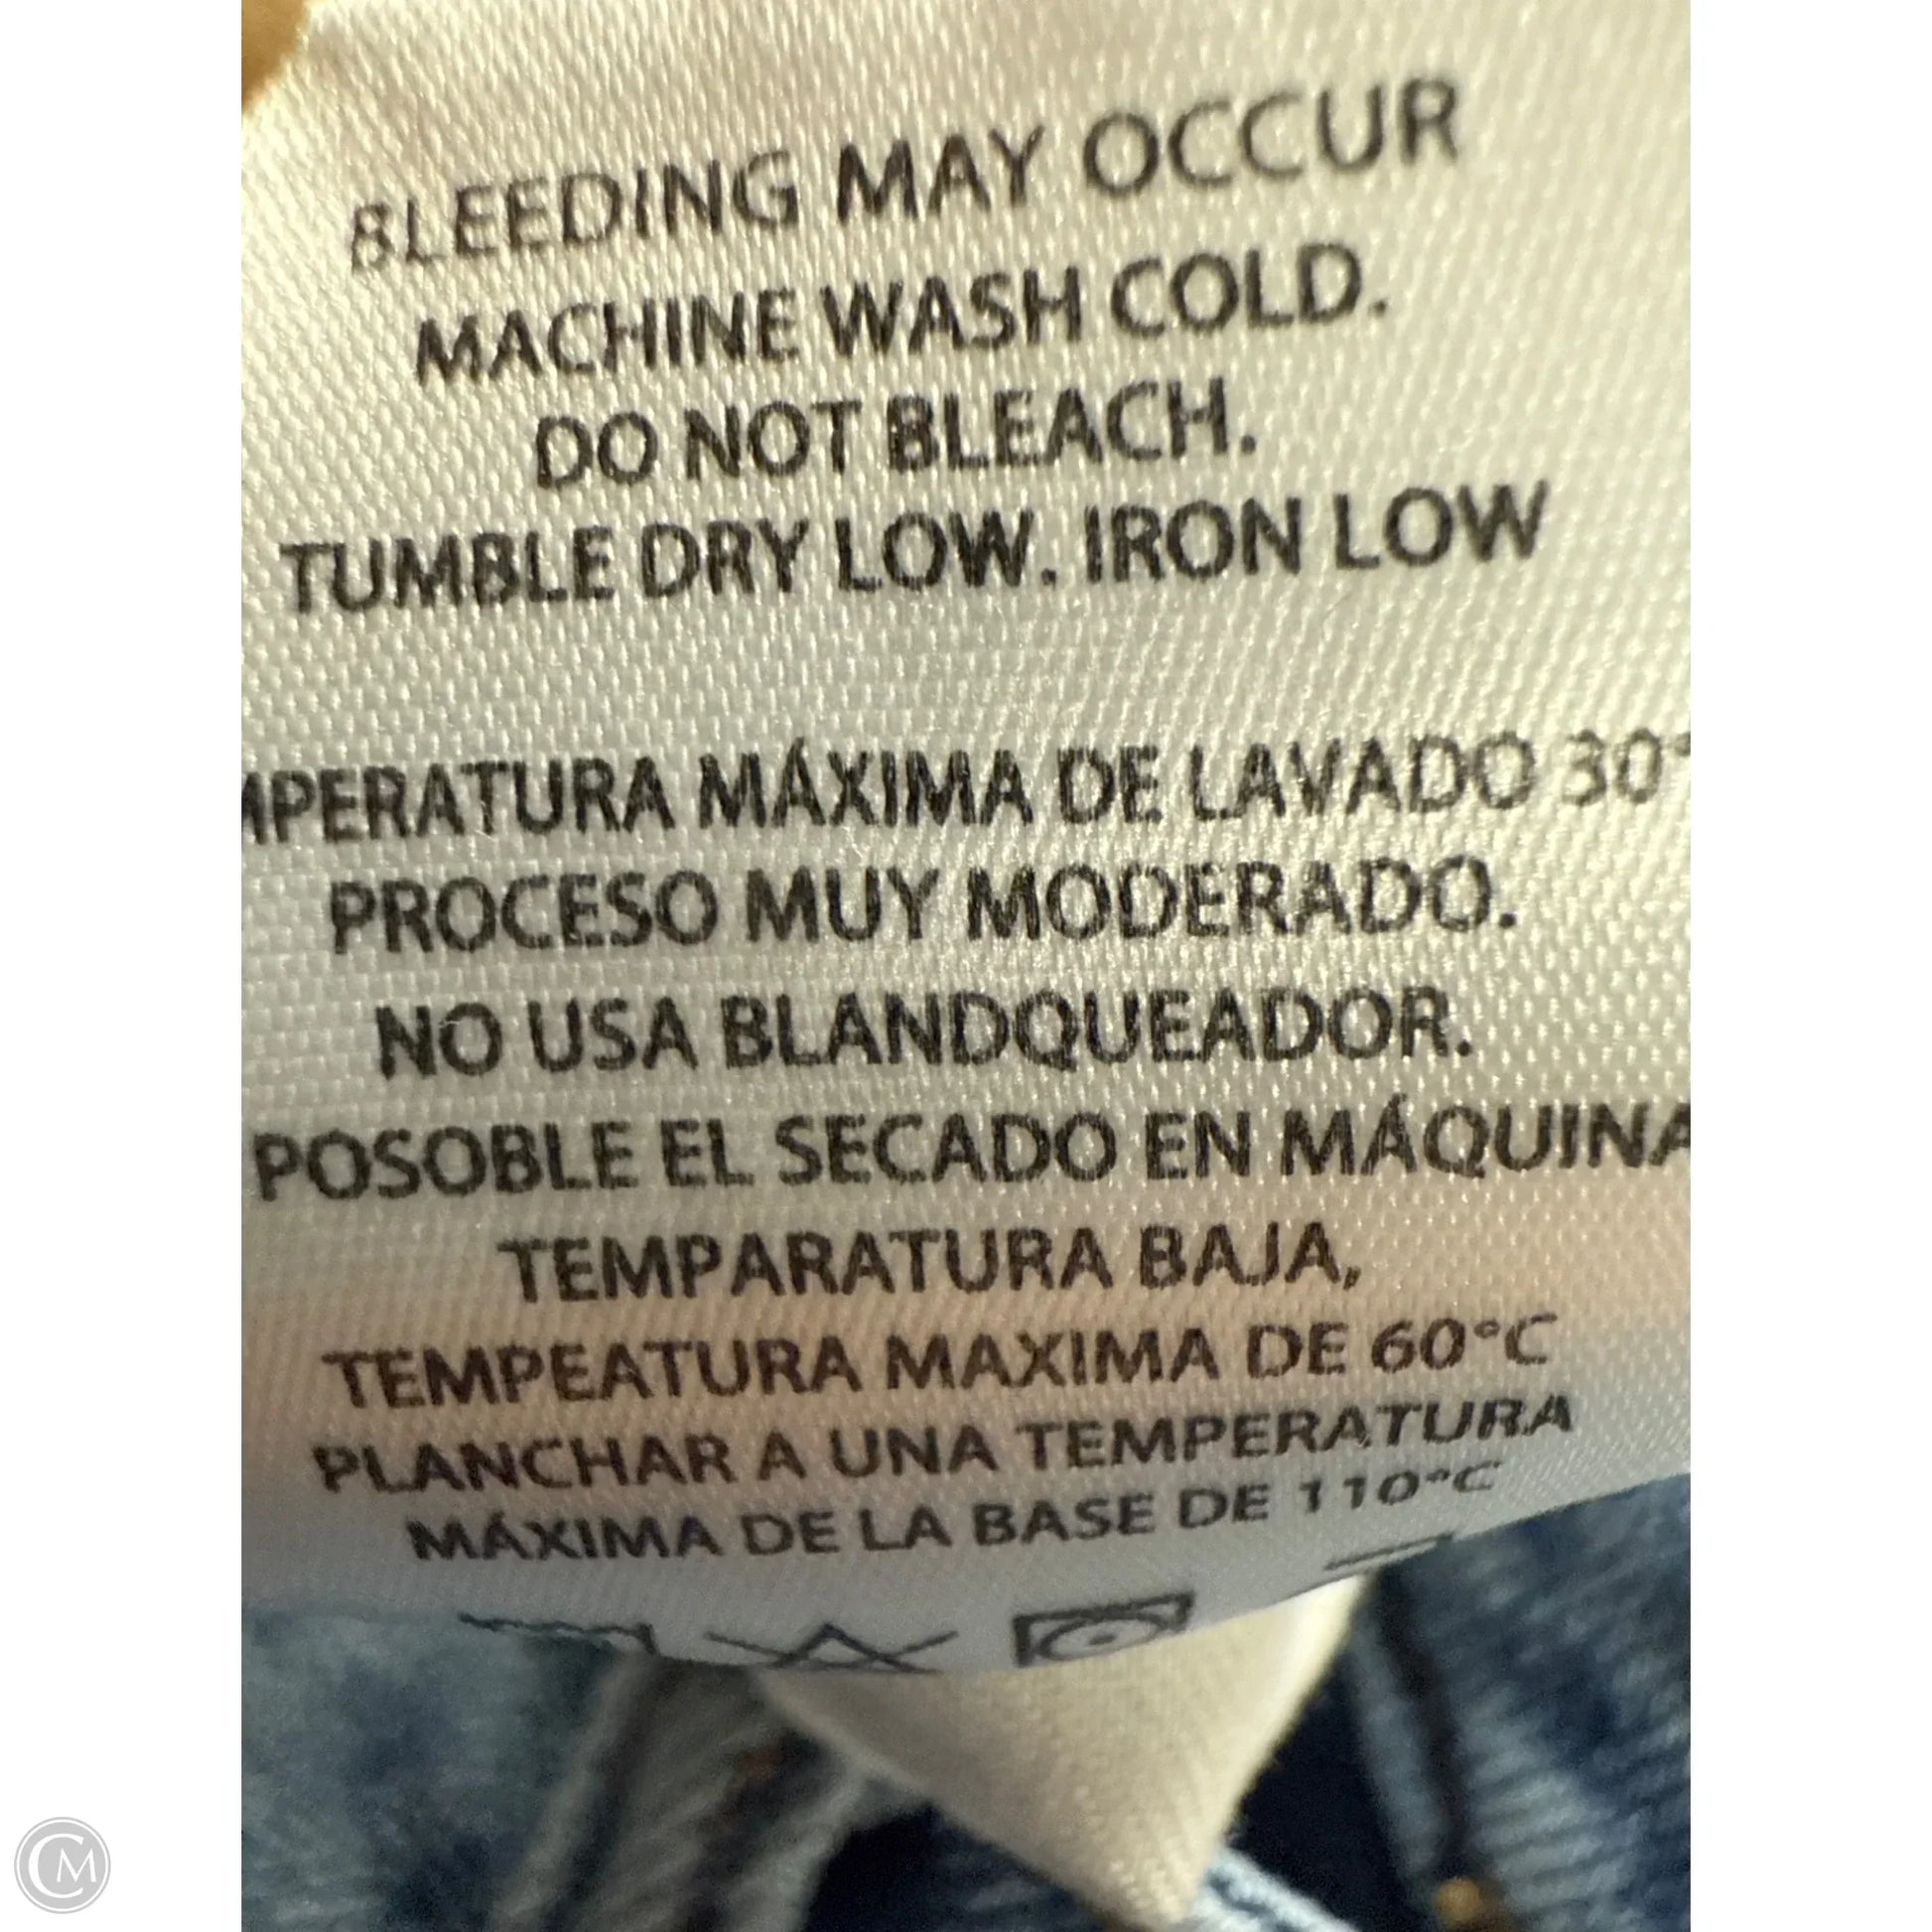 BLEEDING MAY OCCUR
MACHINE WASH COLD.
DO NOT BLEACH.
TUMBLE DRY LOW. IRON LOW
MPERATURA MÁXIMA DE LAVADO 30°
PROCESO MUY MODERADO.
NO USA BLANDQUEADOR.
POSOBLE EL SECADO EN MÁQUINA
TEMPARATURA BAJA,
TEMPEATURA MAXIMA DE 60°C
PLANCHAR A UNA TEMPERATURA
MÁXIMA DE LA BASE DE 110°C
CM